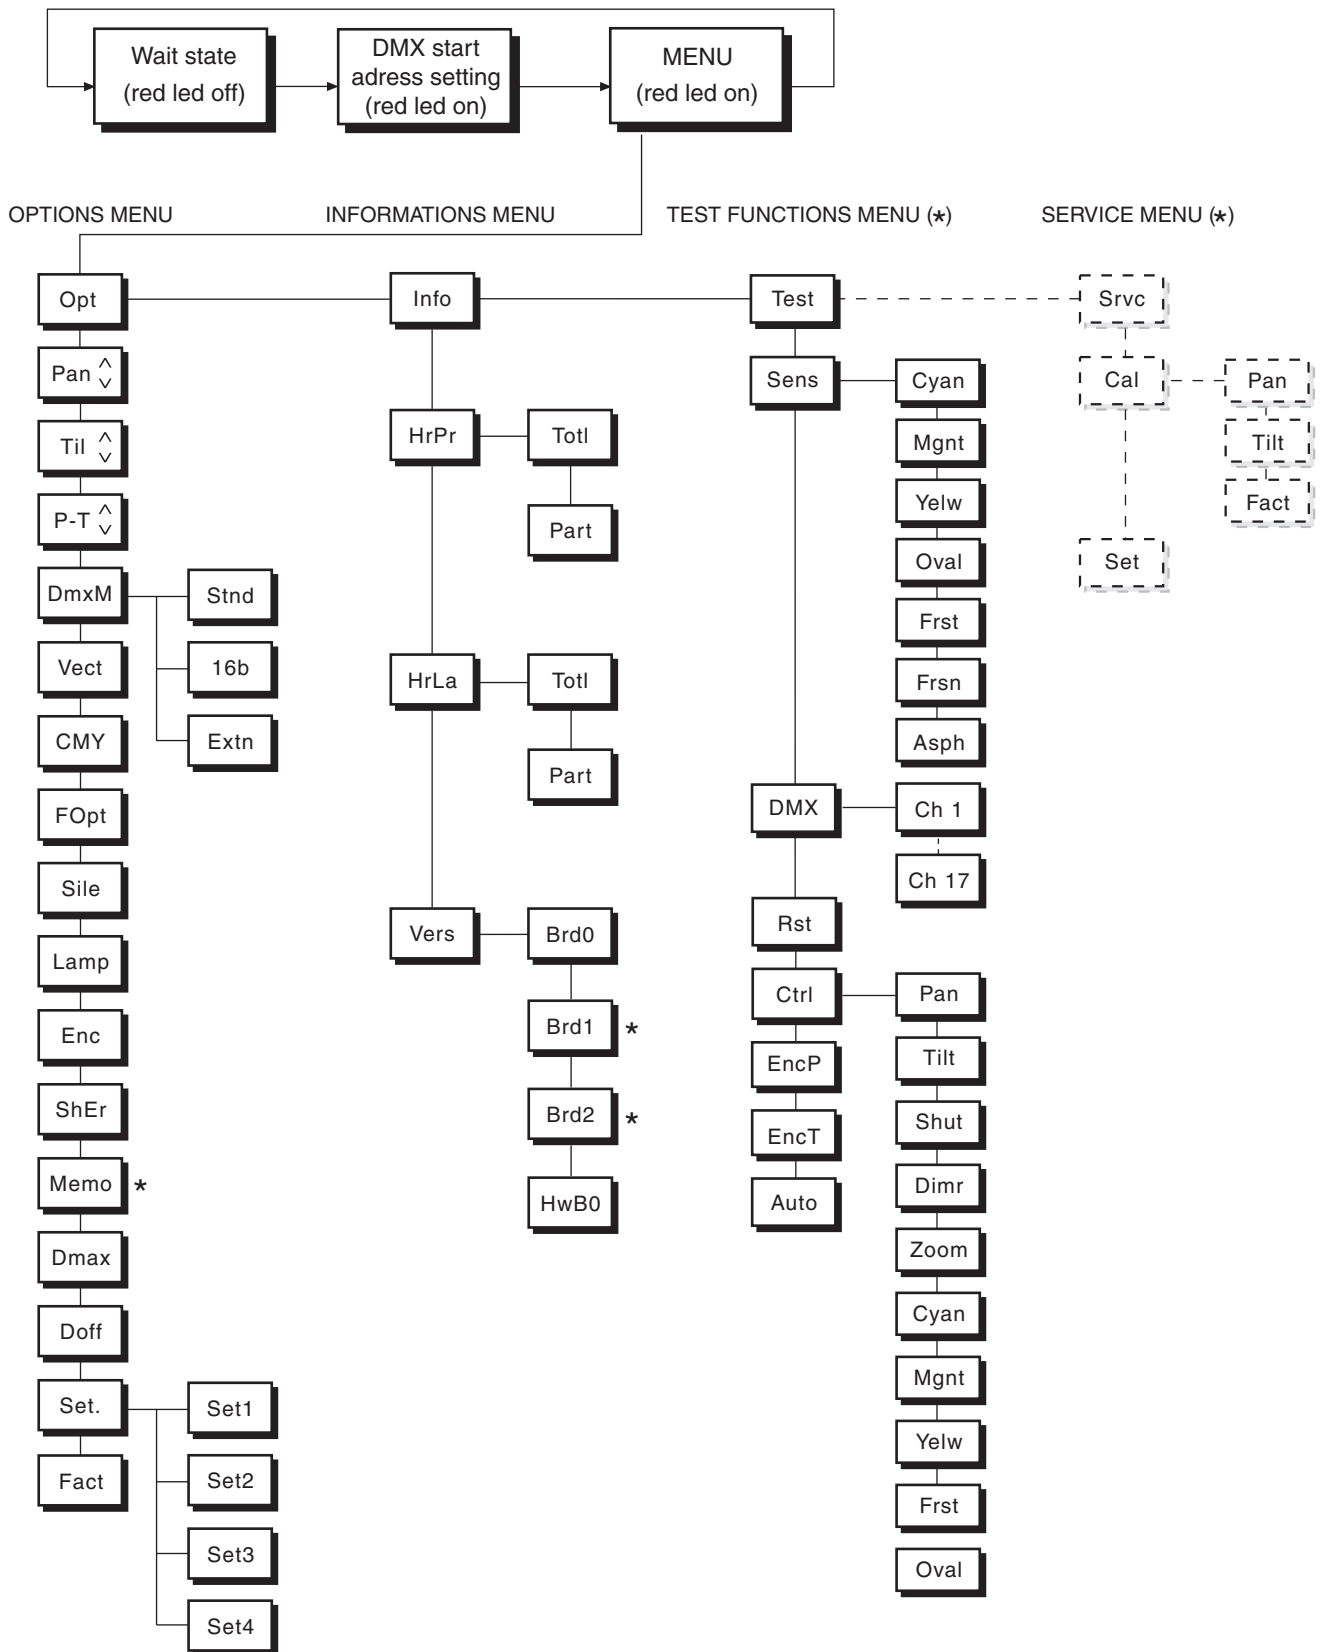 Wait state
(red led off)
DMX start
adress setting
(red led on)
MENU
(red led on)
OPTIONS MENU
INFORMATIONS MENU
TEST FUNCTIONS MENU (*)
SERVICE MENU (*)
Opt
Pan
Til
P-T
DmxM
Stnd
16b
Extn
Vect
CMY
FOpt
Sile
Lamp
Enc
ShEr
Memo *
Dmax
Doff
Set.
Set1
Set2
Set3
Set4
Fact
Info
HrPr
Totl
Part
HrLa
Totl
Part
Vers
Brd0
Brd1 *
Brd2 *
HwB0
Test
Sens
Cyan
Mgnt
Yelw
Oval
Frst
Frsn
Asph
DMX
Ch 1
Ch 17
Rst
Ctrl
Pan
Tilt
Shut
Dimr
Zoom
Cyan
Mgnt
Yelw
Frst
Oval
EncP
EncT
Auto
Srvc
Cal
Pan
Tilt
Fact
Set